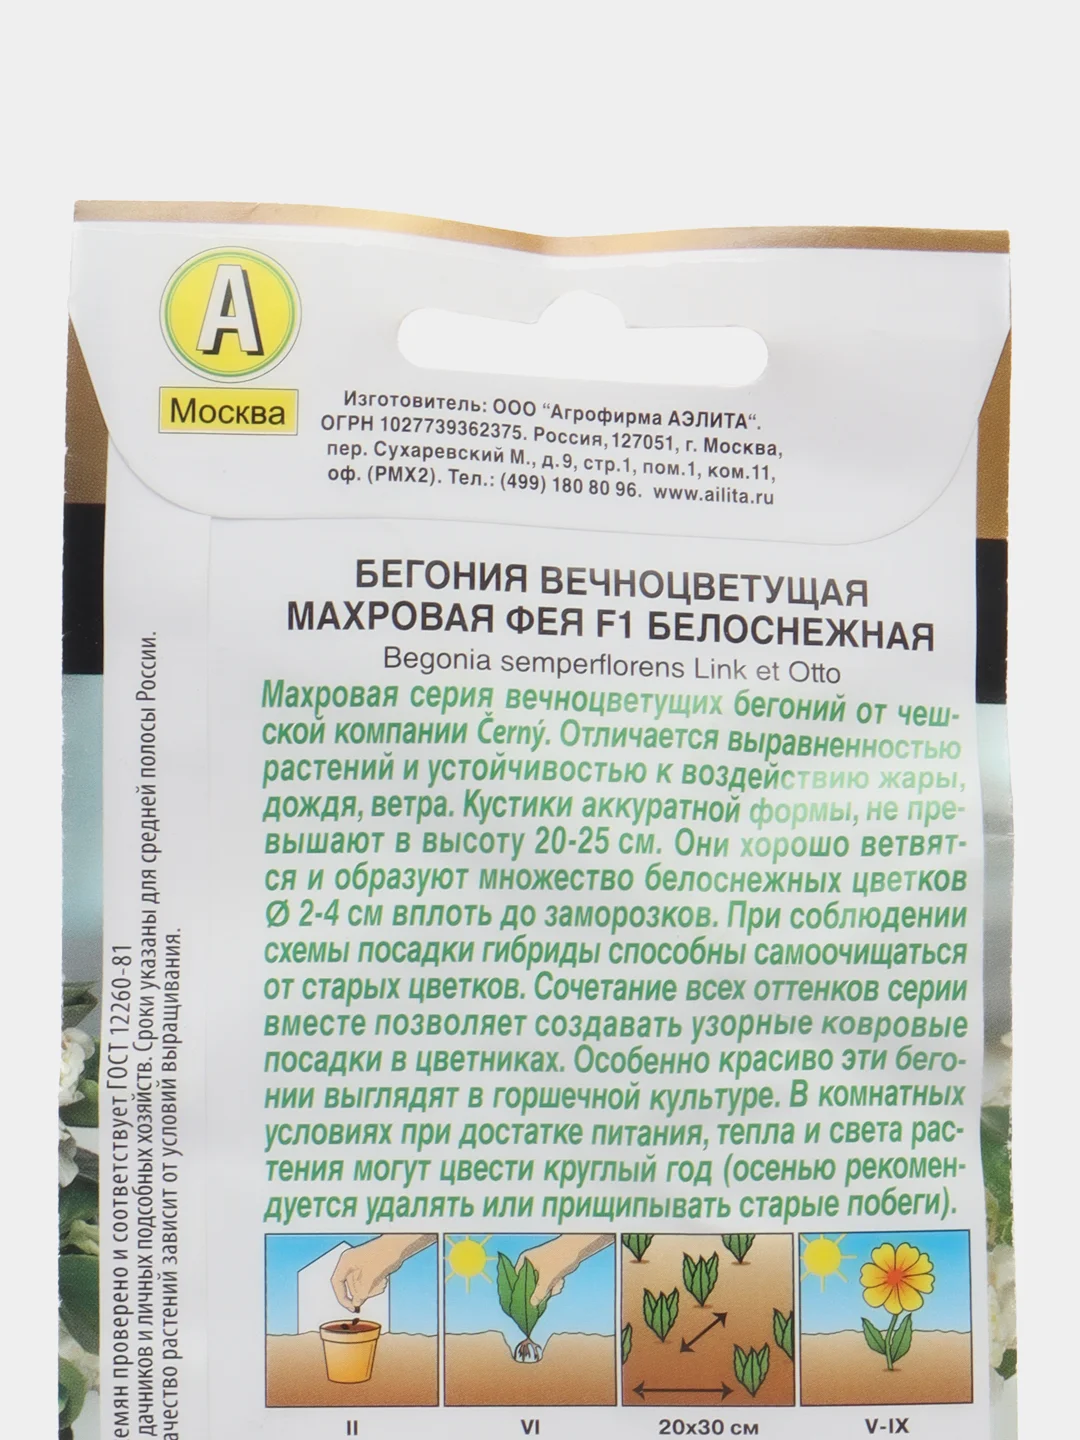 А
Москва
Изготовитель: ООО “Агрофирма АЭЛИТА“.
ОГРН 1027739362375. Россия, 127051, г. Москва,
пер. Сухаревский М., д.9, стр.1, пом.1, ком.11,
оф. (РМХ2). Тел.: (499) 180 80 96. www.ailita.ru
БЕГОНИЯ ВЕЧНОЦВЕТУЩАЯ
МАХРОВАЯ ФЕЯ F1 БЕЛОСНЕЖНАЯ
Begonia semperflorens Link et Otto
Махровая серия вечноцветущих бегоний от чеш-
ской компании Černý. Отличается выравненностью
растений и устойчивостью к воздействию жары,
дождя, ветра. Кустики аккуратной формы, не пре-
вышают в высоту 20-25 см. Они хорошо ветвят-
ся и образуют множество белоснежных цветков
Ø 2-4 см вплоть до заморозков. При соблюдении
схемы посадки гибриды способны самоочищаться
от старых цветков. Сочетание всех оттенков серии
вместе позволяет создавать узорные ковровые
посадки в цветниках. Особенно красиво эти бего-
нии выглядят в горшечной культуре. В комнатных
условиях при достатке питания, тепла и света рас-
тения могут цвести круглый год (осенью рекомен-
дуется удалять или прищипывать старые побеги).
II
VI
20х30 см
V-IX
емян проверено и соответствует ГОСТ 12260-81
дачников и личных подсобных хозяйств. Сроки указаны для средней полосы России.
ачество растений зависит от условий выращивания.